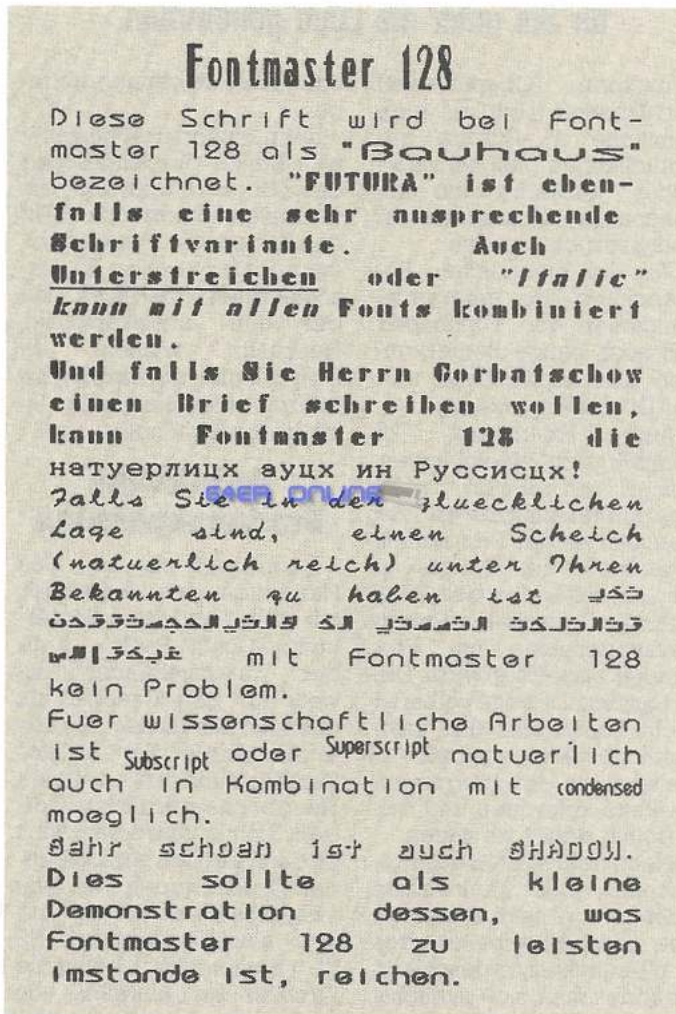 Fontmaster 128
Diese Schrift wird bei Font-
master 128 als "Bauhaus"
bezeichnet. "FUTURA" ist eben-
falls eine sehr ansprechende
Schriftvariante. Auch
Unterstreichen oder "Italic"
kann mit allen Fonts kombiniert
werden.
Und falls Sie Herrn Gorbatschow
einen Brief schreiben wollen,
kann Fontmaster 128 die
натуерлицх ауцх ин Руссисцх!
Falls Sie in der gluecklichen
Lage sind, einen Scheich
(natuerlich reich) unter Ihren
Bekannten zu haben ist
mit Fontmaster 128
kein Problem.
Fuer wissenschaftliche Arbeiten
ist Subscript oder Superscript natuerlich
auch in Kombination mit condensed
moeglich.
Sehr schoen ist auch SHADOW.
Dies sollte als kleine
Demonstration dessen, was
Fontmaster 128 zu leisten
imstande ist, reichen.
64ER ONLINE